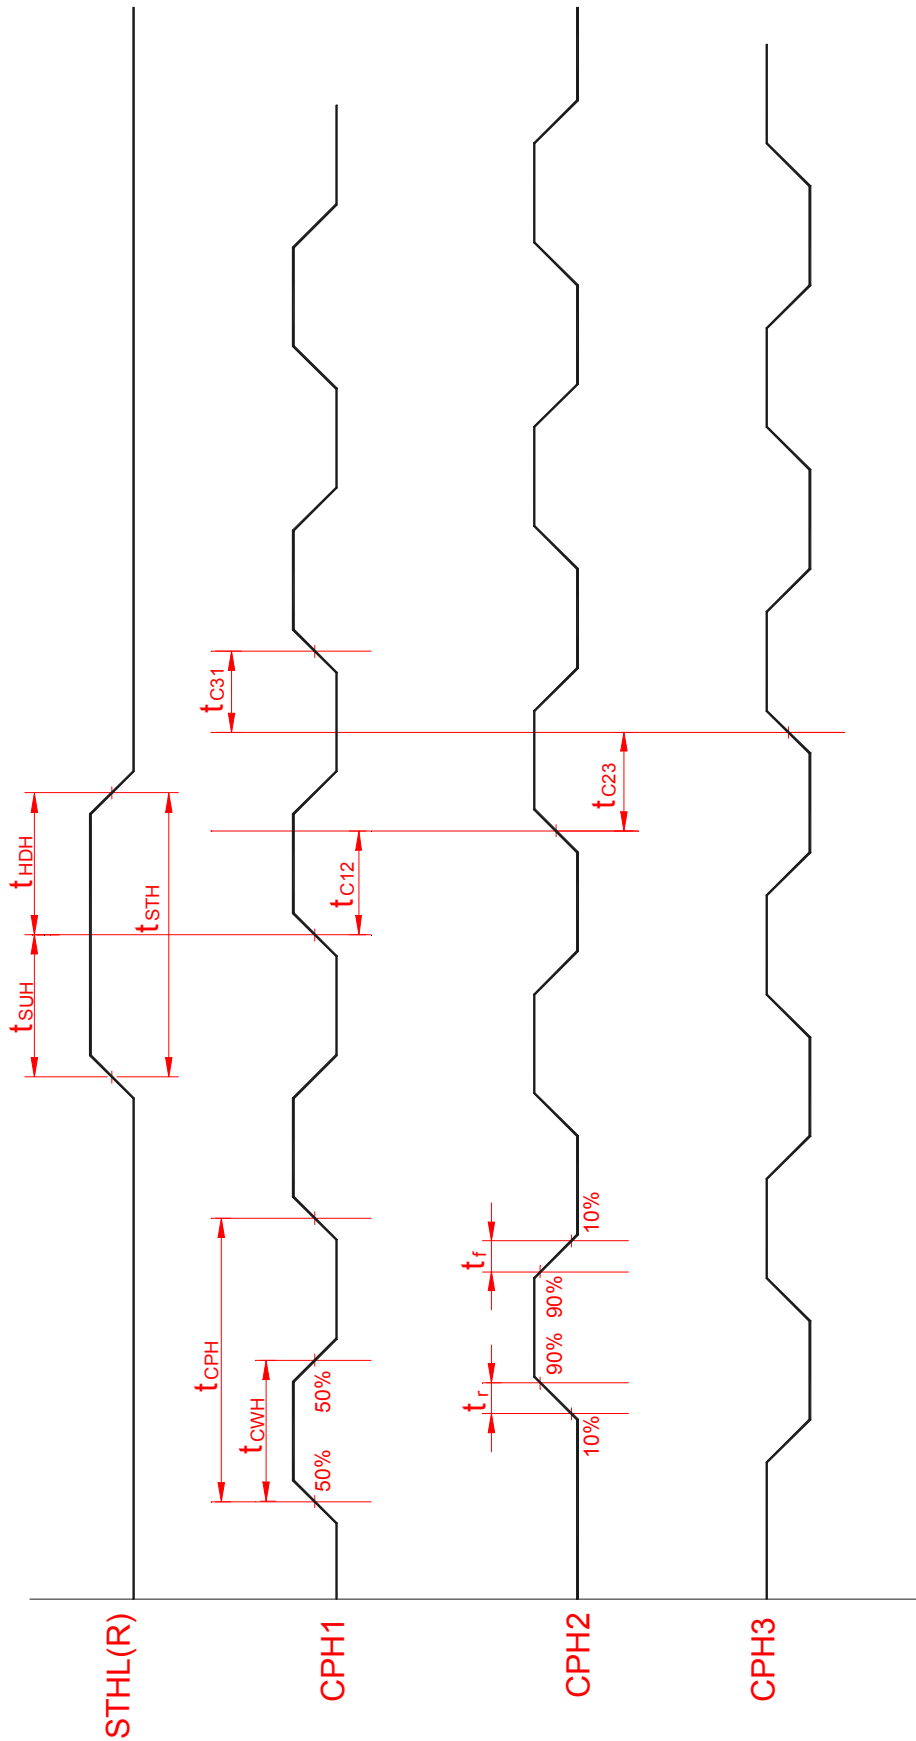 STHL(R)
tSUH
tHDH
tSTH
CPH1
tCPH
tCWH
50%
50%
tC12
tC31
CPH2
tr
tf
10%
90%
90%
10%
tC23
CPH3